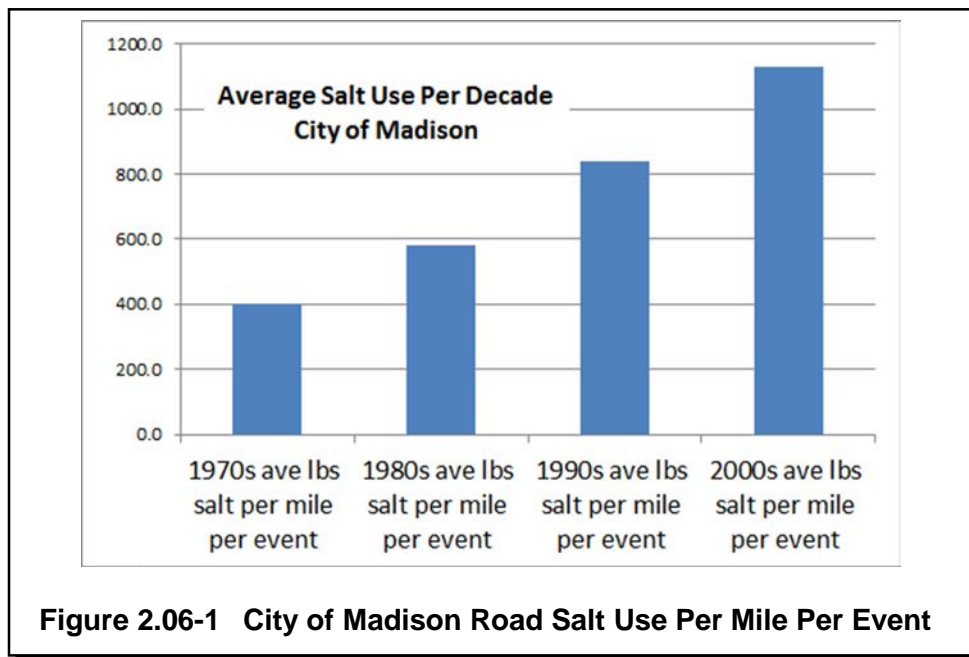 1200.0
1000.0
800.0
600.0
400.0
200.0
0.0
Average Salt Use Per Decade
City of Madison
1970s ave lbs
salt per mile
per event
1980s ave lbs
salt per mile
per event
1990s ave lbs
salt per mile
per event
2000s ave lbs
salt per mile
per event
Figure 2.06-1 City of Madison Road Salt Use Per Mile Per Event